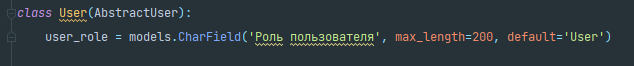 class User(AbstractUser):
user_role = models.CharField('Роль пользователя', max_length=200, default='User')